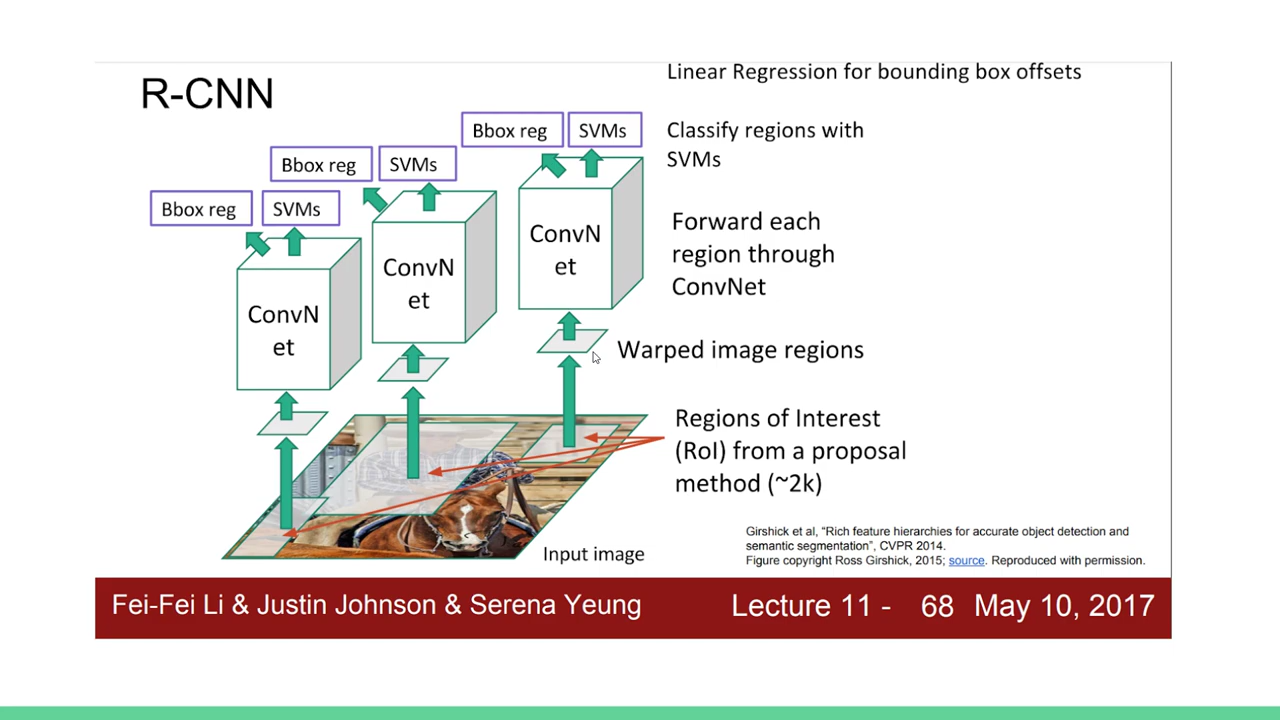 R-CNN
Linear Regression for bounding box offsets
Bbox reg
SVMs
Classify regions with
SVMs
Bbox reg
SVMs
Bbox reg
SVMs
ConvN
et
ConvN
et
ConvN
et
Forward each
region through
ConvNet
Warped image regions
Regions of Interest
(RoI) from a proposal
method (~2k)
Input image
Girshick et al, “Rich feature hierarchies for accurate object detection and
semantic segmentation”, CVPR 2014.
Figure copyright Ross Girshick, 2015; source. Reproduced with permission.
Fei-Fei Li & Justin Johnson & Serena Yeung
Lecture 11 - 68 May 10, 2017